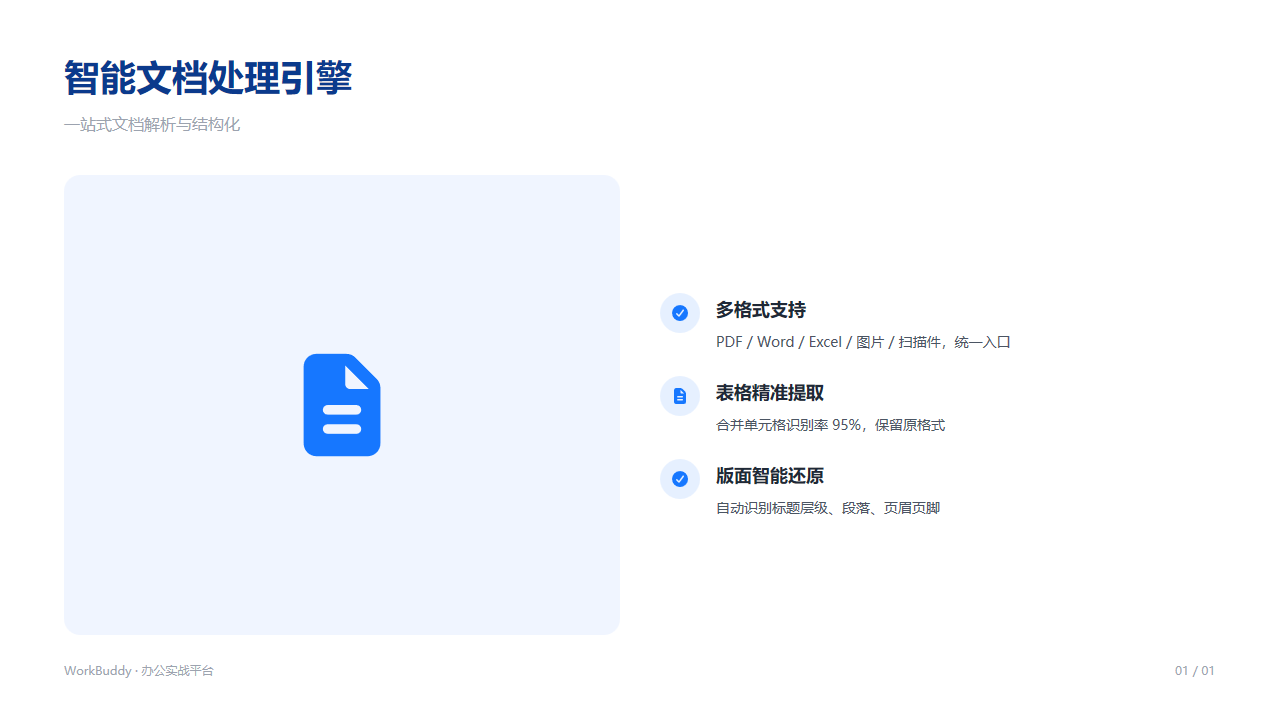 智能文档处理引擎
一站式文档解析与结构化
多格式支持
PDF / Word / Excel / 图片 / 扫描件，统一入口
表格精准提取
合并单元格识别率 95%，保留原格式
版面智能还原
自动识别标题层级、段落、页眉页脚
WorkBuddy · 办公实战平台
01 / 01